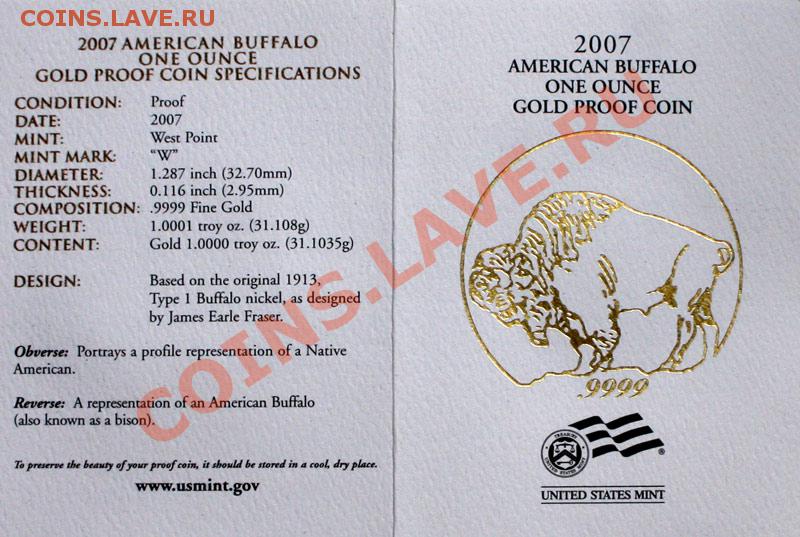 COINS.LAVE.RU
2007 AMERICAN BUFFALO
ONE OUNCE
GOLD PROOF COIN SPECIFICATIONS
CONDITION: Proof
DATE: 2007
MINT: West Point
MINT MARK: “W”
DIAMETER: 1.287 inch (32.70mm)
THICKNESS: 0.116 inch (2.95mm)
COMPOSITION: .9999 Fine Gold
WEIGHT: 1.0001 troy oz. (31.108g)
CONTENT: Gold 1.0000 troy oz. (31.1035g)
DESIGN: Based on the original 1913,
Type 1 Buffalo nickel, as designed
by James Earle Fraser.
Obverse: Portrays a profile representation of a Native
American.
Reverse: A representation of an American Buffalo
(also known as a bison).
To preserve the beauty of your proof coin, it should be stored in a cool, dry place.
www.usmint.gov
2007
AMERICAN BUFFALO
ONE OUNCE
GOLD PROOF COIN
.9999
UNITED STATES MINT
COINS.LAVE.RU